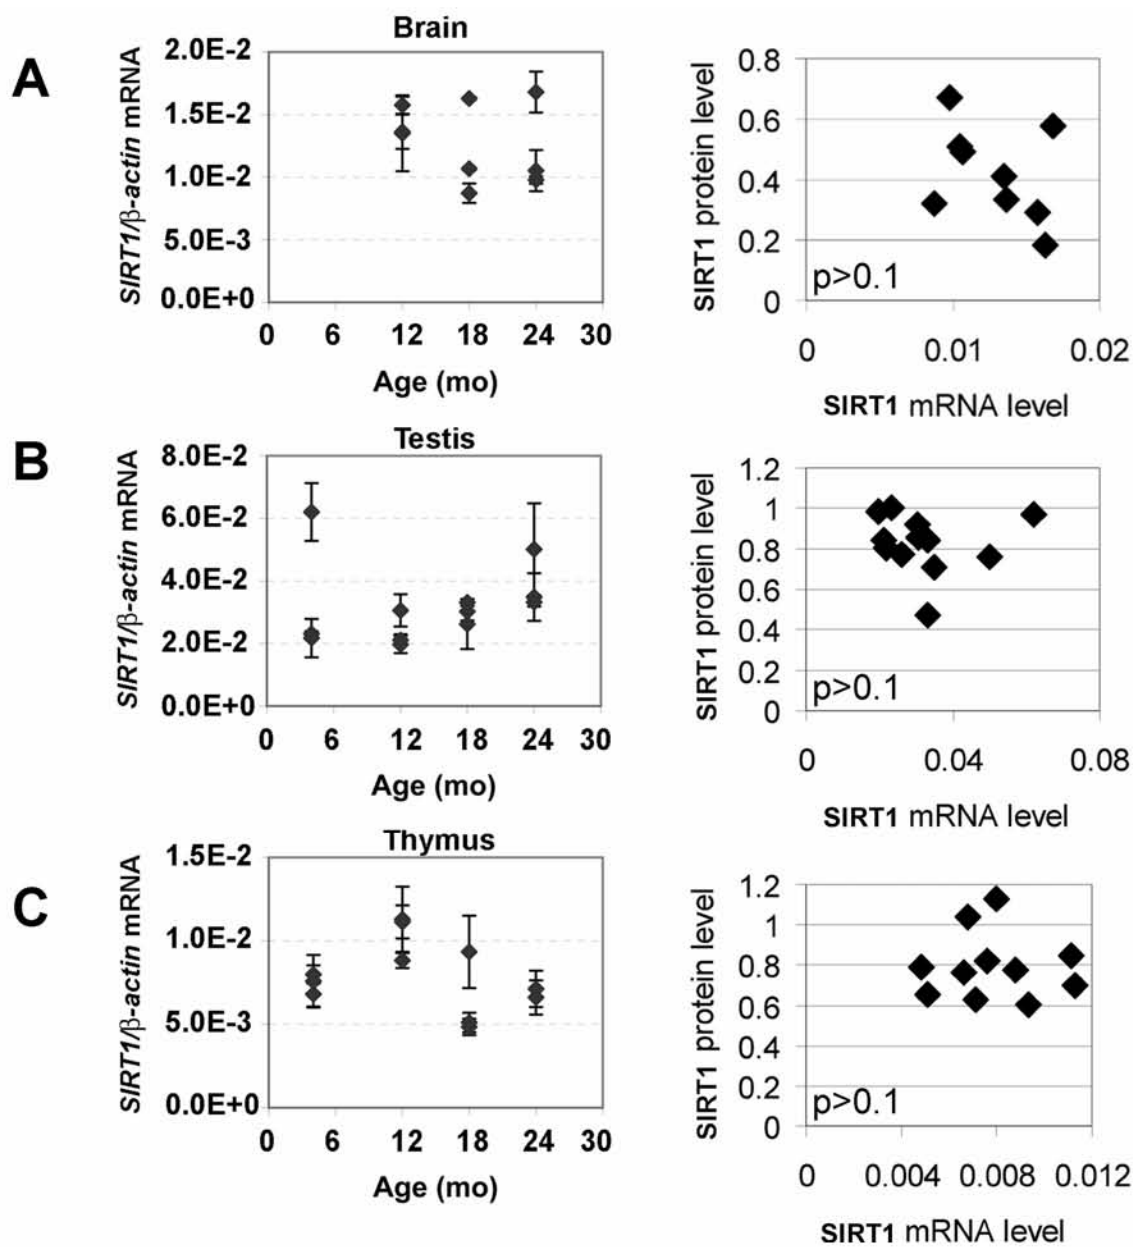 A
Brain
SIRT1/β-actin mRNA
2.0E-2
1.5E-2
1.0E-2
5.0E-3
0.0E+0
0 6 12 18 24 30
Age (mo)
SIRT1 protein level
0.8
0.6
0.4
0.2
0
p>0.1
0 0.01 0.02
SIRT1 mRNA level
B
Testis
SIRT1/β-actin mRNA
8.0E-2
6.0E-2
4.0E-2
2.0E-2
0.0E+0
0 6 12 18 24 30
Age (mo)
SIRT1 protein level
1.2
1
0.8
0.6
0.4
0.2
0
p>0.1
0 0.04 0.08
SIRT1 mRNA level
C
Thymus
SIRT1/β-actin mRNA
1.5E-2
1.0E-2
5.0E-3
0.0E+0
0 6 12 18 24 30
Age (mo)
SIRT1 protein level
1.2
1
0.8
0.6
0.4
0.2
0
p>0.1
0 0.004 0.008 0.012
SIRT1 mRNA level